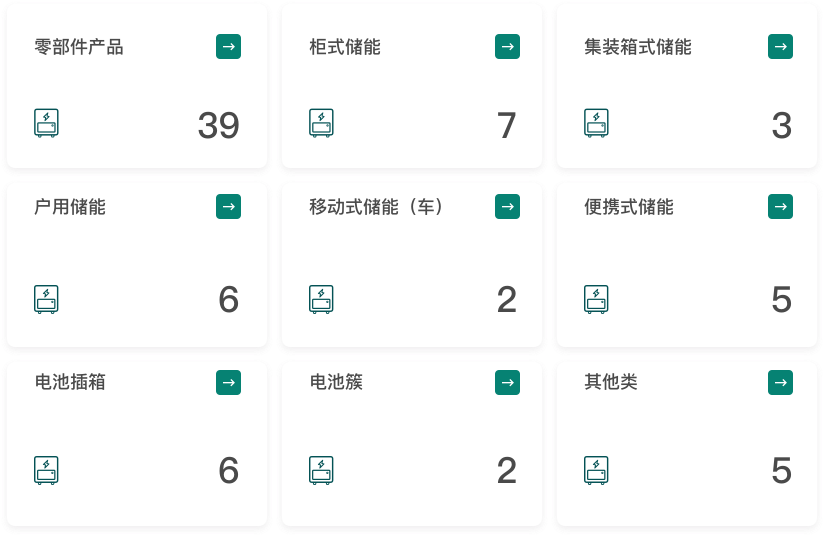 零部件产品
39
柜式储能
7
集装箱式储能
3
户用储能
6
移动式储能（车）
2
便携式储能
5
电池插箱
6
电池簇
2
其他类
5